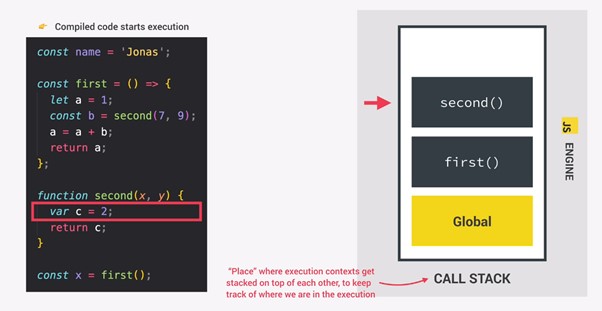 👉 Compiled code starts execution
const name = 'Jonas';
const first = () => {
let a = 1;
const b = second(7, 9);
a = a + b;
return a;
};
function second(x, y) {
var c = 2;
return c;
}
const x = first();
second()
first()
Global
JS ENGINE
"Place" where execution contexts get
stacked on top of each other, to keep
track of where we are in the execution
CALL STACK